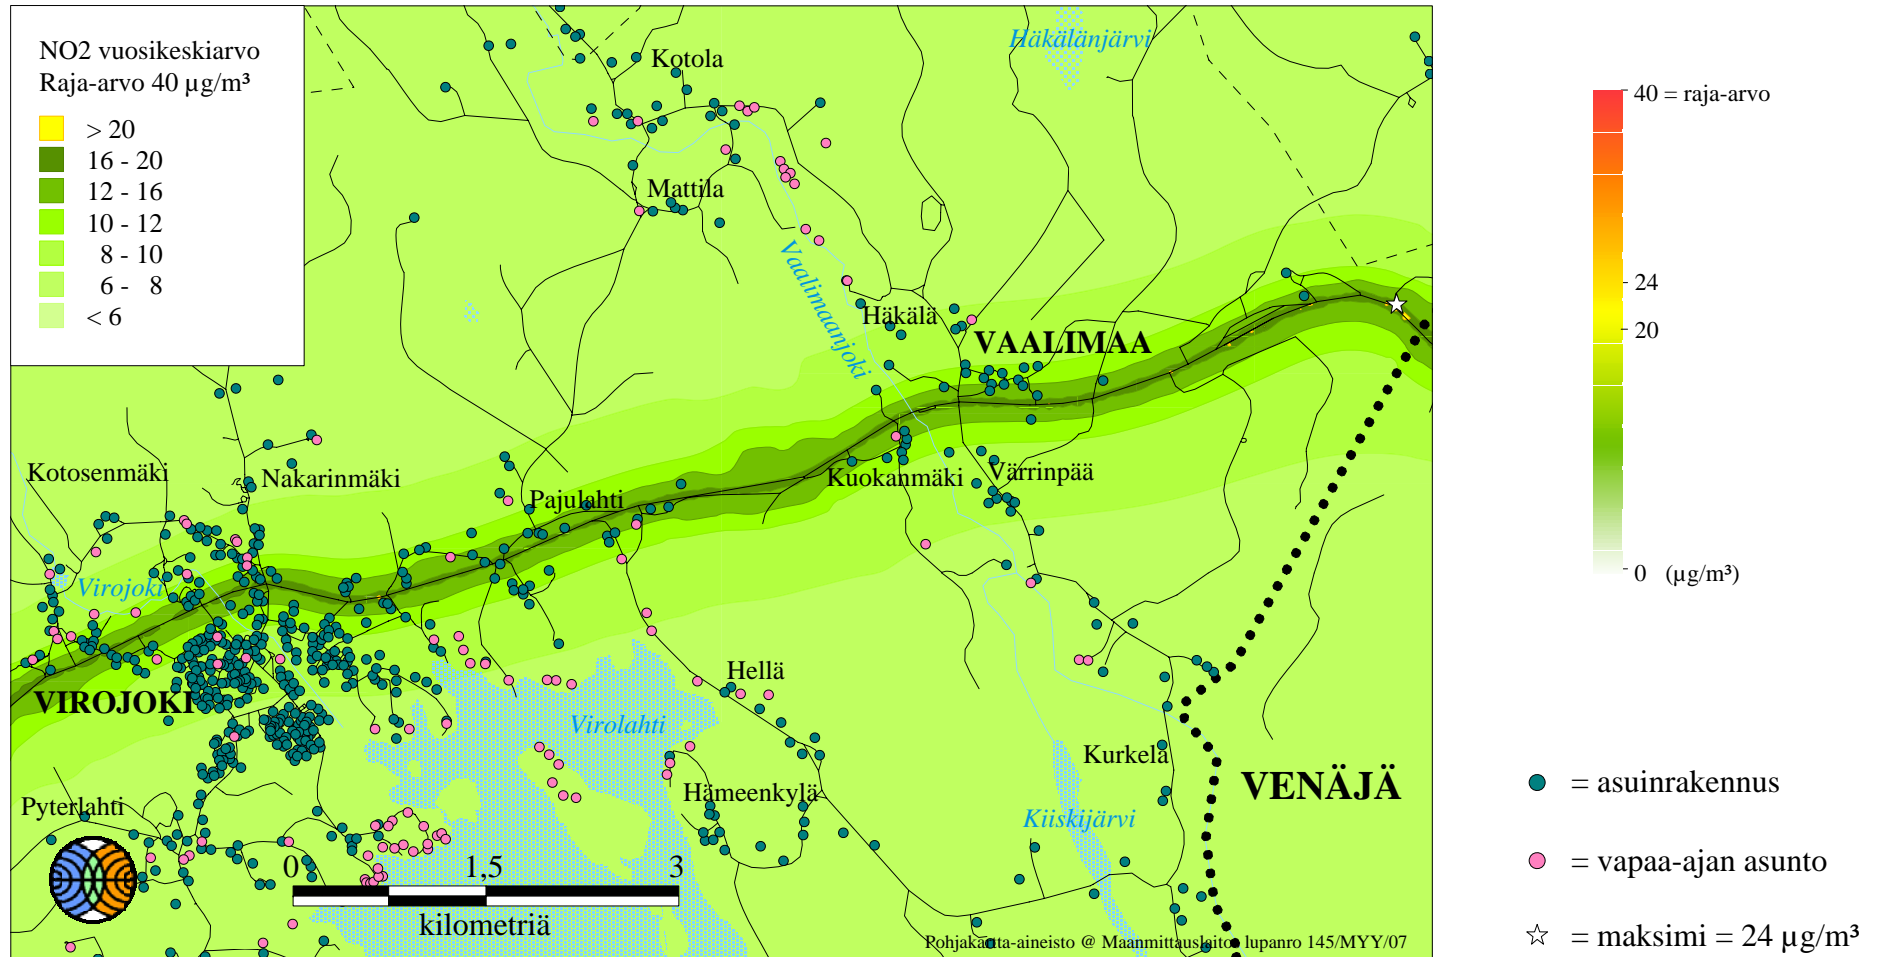 NO2 vuosikeskiarvo
Raja-arvo 40 µg/m³
> 20
16 - 20
12 - 16
10 - 12
8 - 10
6 - 8
< 6
Kotola
Häkälänjärvi
Mattila
Vaalimaanjoki
Häkälä
VAALIMAA
Kotosenmäki
Nakarinmäki
Pajulahti
Kuokanmäki
Värrinpää
Virojoki
VIROJOKI
Hellä
Virolahti
Kurkela
VENÄJÄ
Pyterlahti
Hämeenkylä
Kiiskijärvi
0 1,5 3
kilometriä
Pohjakartta-aineisto @ Maanmittauslaitos lupanro 145/MYY/07
40 = raja-arvo
24
20
0 (µg/m³)
= asuinrakennus
= vapaa-ajan asunto
= maksimi = 24 µg/m³